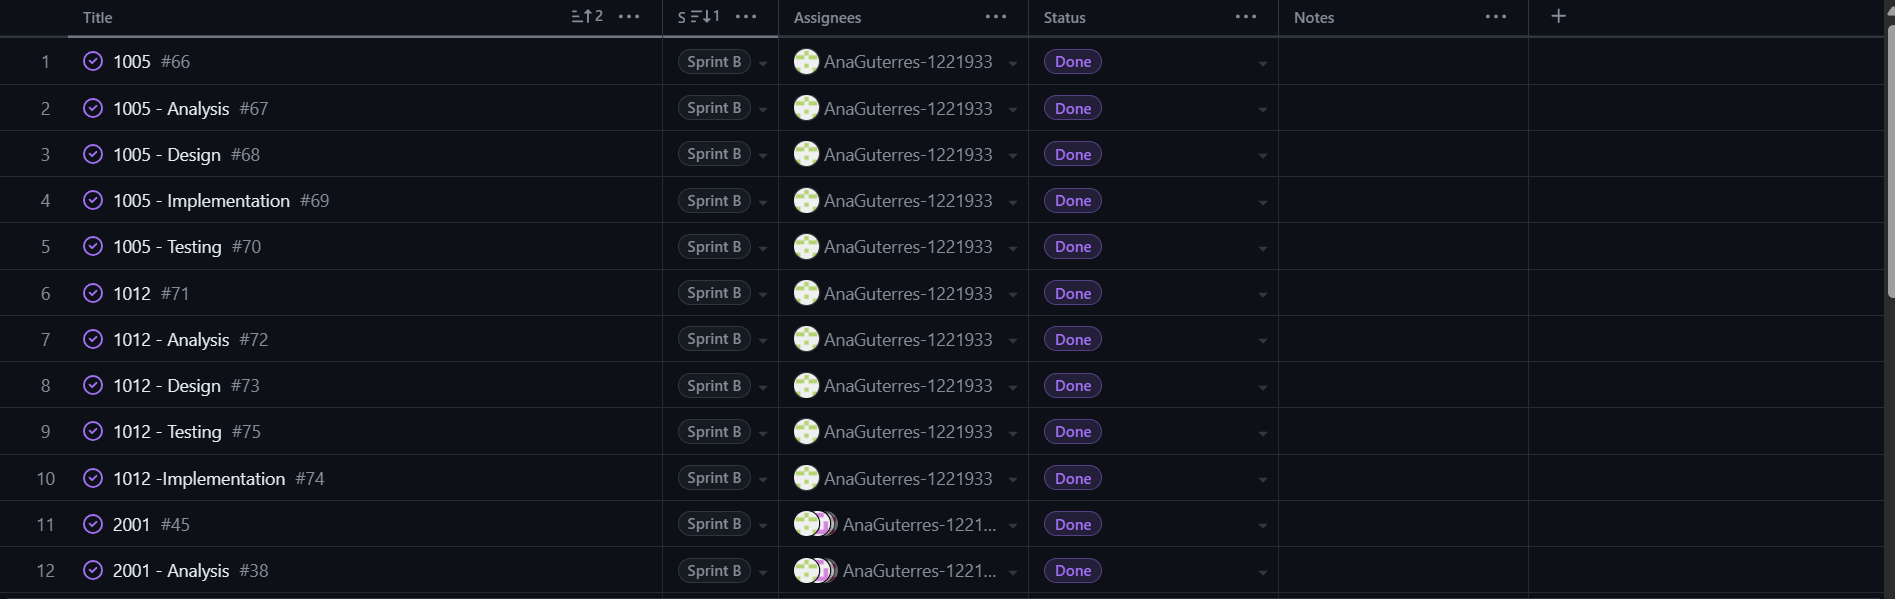 Title 2 ... S 1 ... Assignees ... Status ... Notes ... +
1 1005 #66 Sprint B AnaGuterres-1221933 Done
2 1005 - Analysis #67 Sprint B AnaGuterres-1221933 Done
3 1005 - Design #68 Sprint B AnaGuterres-1221933 Done
4 1005 - Implementation #69 Sprint B AnaGuterres-1221933 Done
5 1005 - Testing #70 Sprint B AnaGuterres-1221933 Done
6 1012 #71 Sprint B AnaGuterres-1221933 Done
7 1012 - Analysis #72 Sprint B AnaGuterres-1221933 Done
8 1012 - Design #73 Sprint B AnaGuterres-1221933 Done
9 1012 - Testing #75 Sprint B AnaGuterres-1221933 Done
10 1012 -Implementation #74 Sprint B AnaGuterres-1221933 Done
11 2001 #45 Sprint B AnaGuterres-1221... Done
12 2001 - Analysis #38 Sprint B AnaGuterres-1221... Done